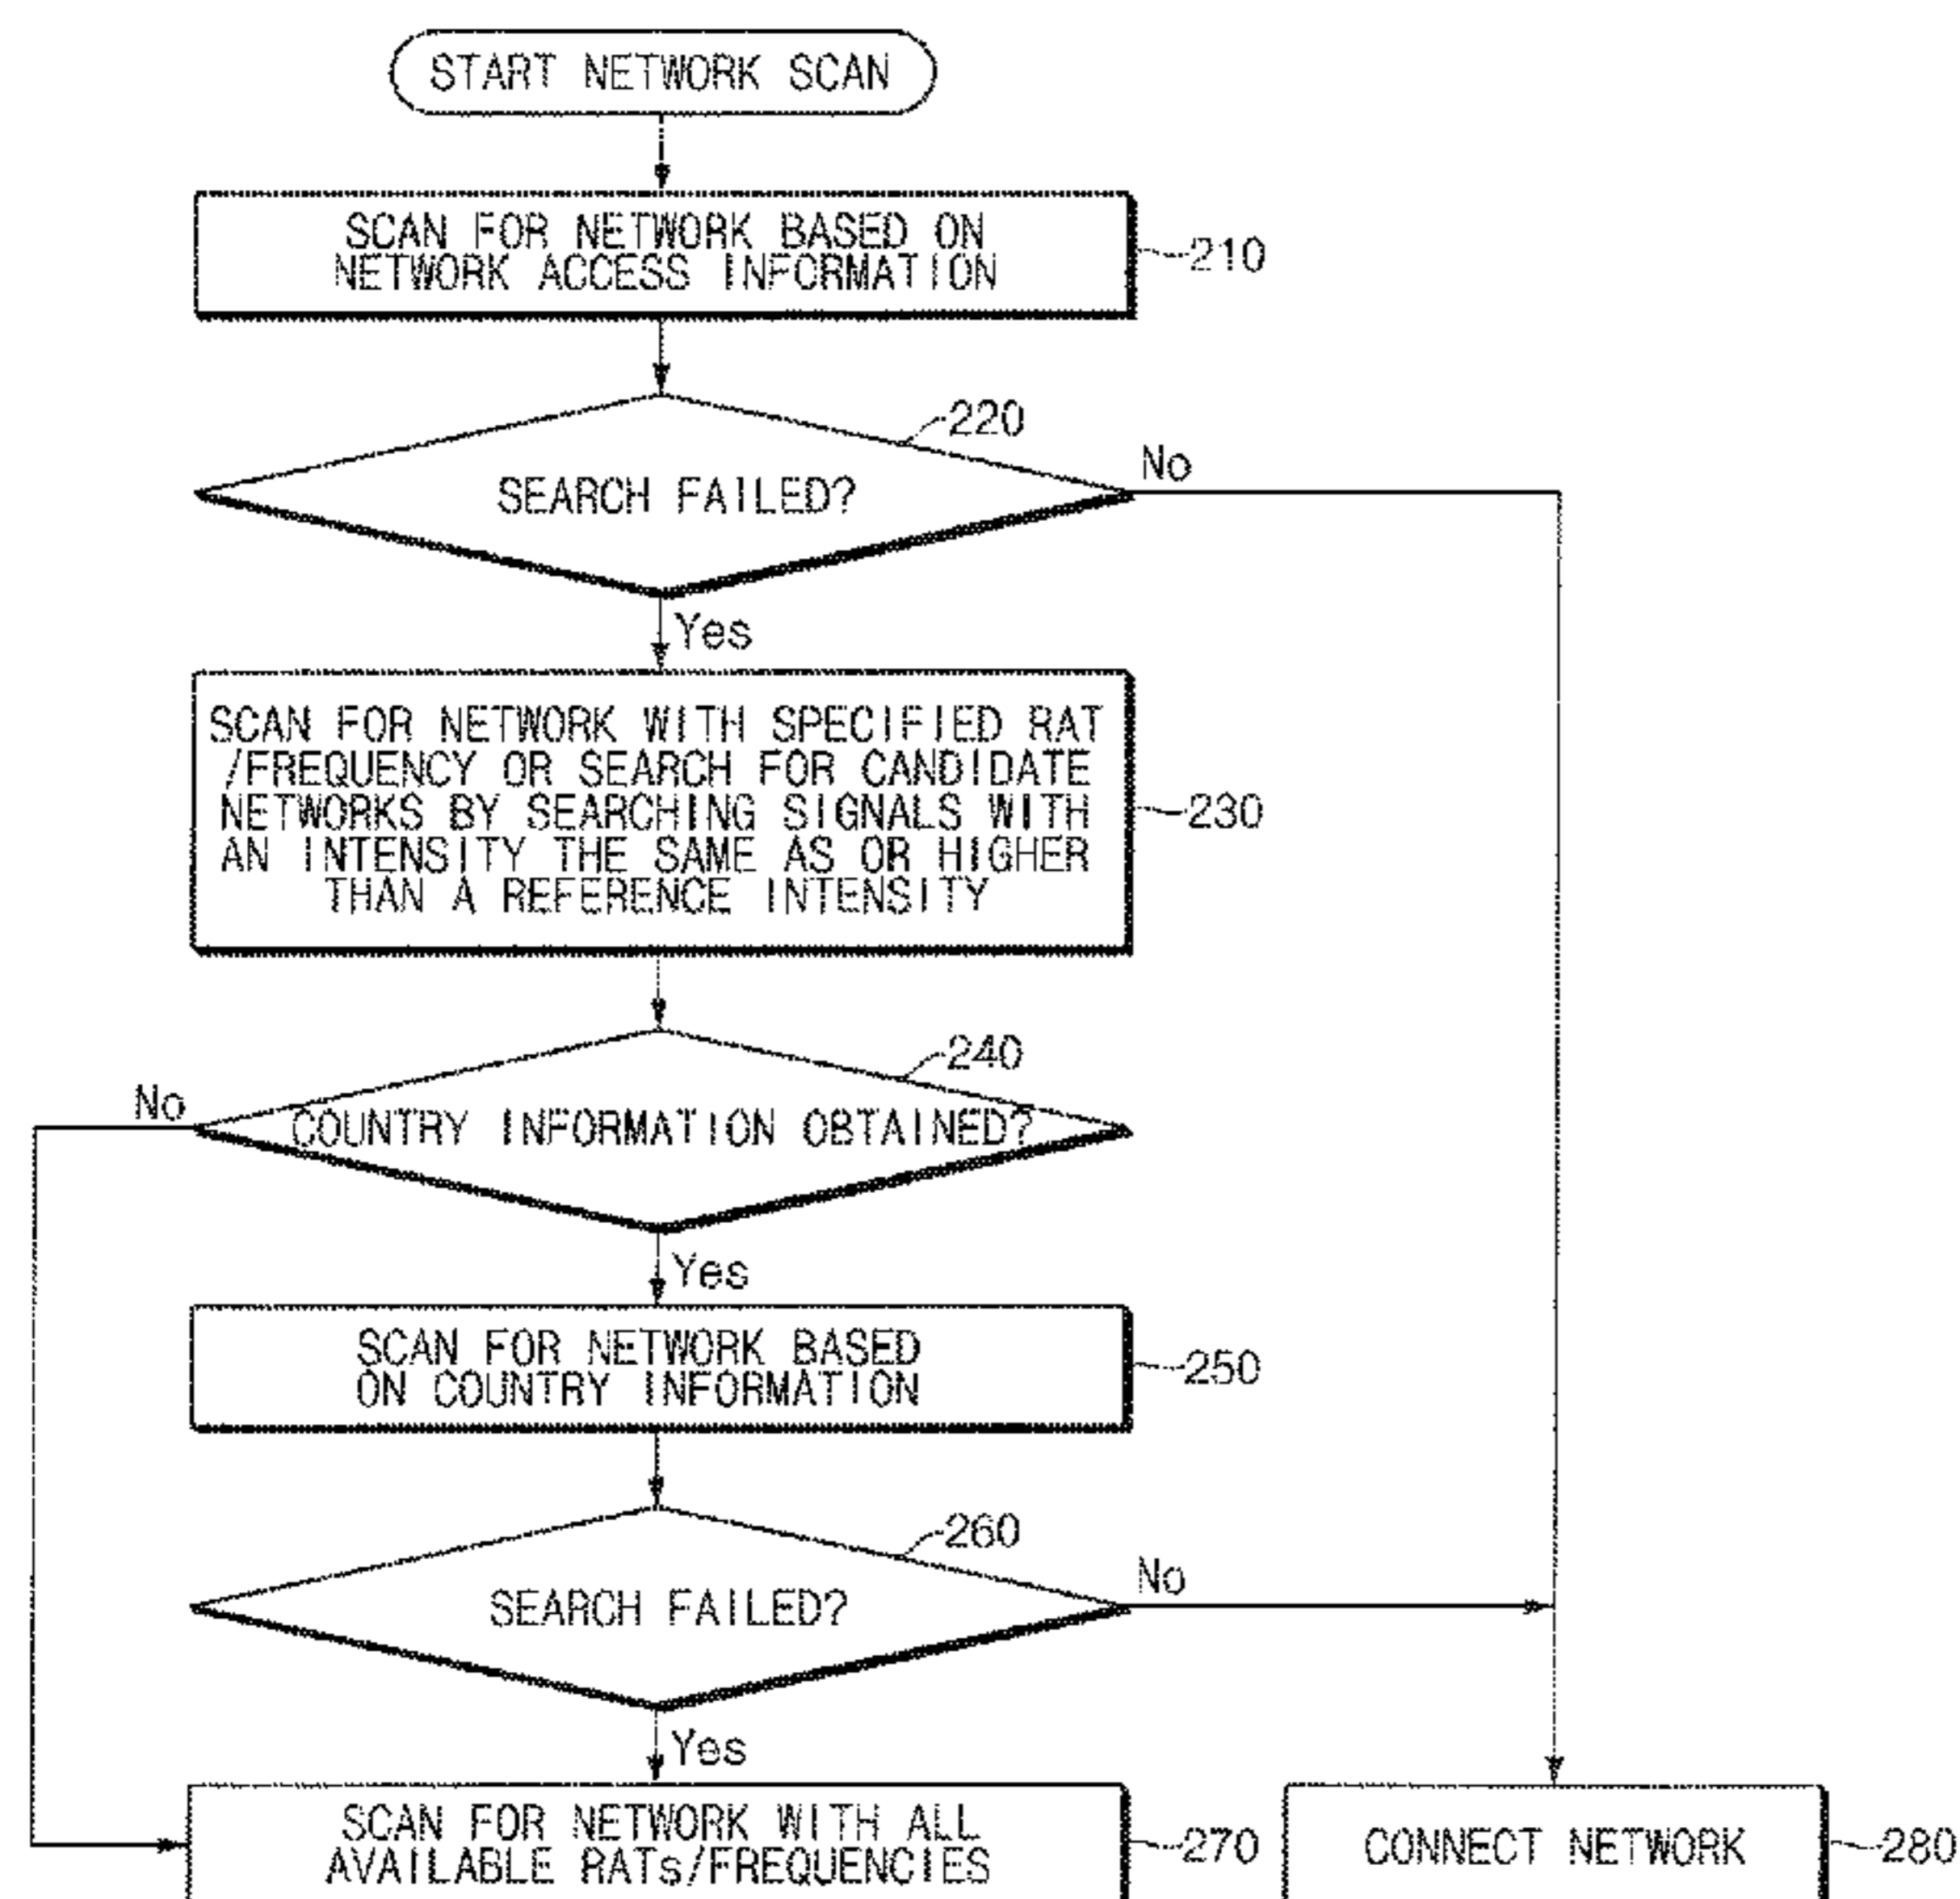 START NETWORK SCAN
SCAN FOR NETWORK BASED ON
NETWORK ACCESS INFORMATION
210
220
SEARCH FAILED?
No
Yes
SCAN FOR NETWORK WITH SPECIFIED RAT
/FREQUENCY OR SEARCH FOR CANDIDATE
NETWORKS BY SEARCHING SIGNALS WITH
AN INTENSITY THE SAME AS OR HIGHER
THAN A REFERENCE INTENSITY
230
240
No
COUNTRY INFORMATION OBTAINED?
Yes
SCAN FOR NETWORK BASED
ON COUNTRY INFORMATION
250
260
SEARCH FAILED?
No
Yes
SCAN FOR NETWORK WITH ALL
AVAILABLE RATs/FREQUENCIES
270
CONNECT NETWORK
280